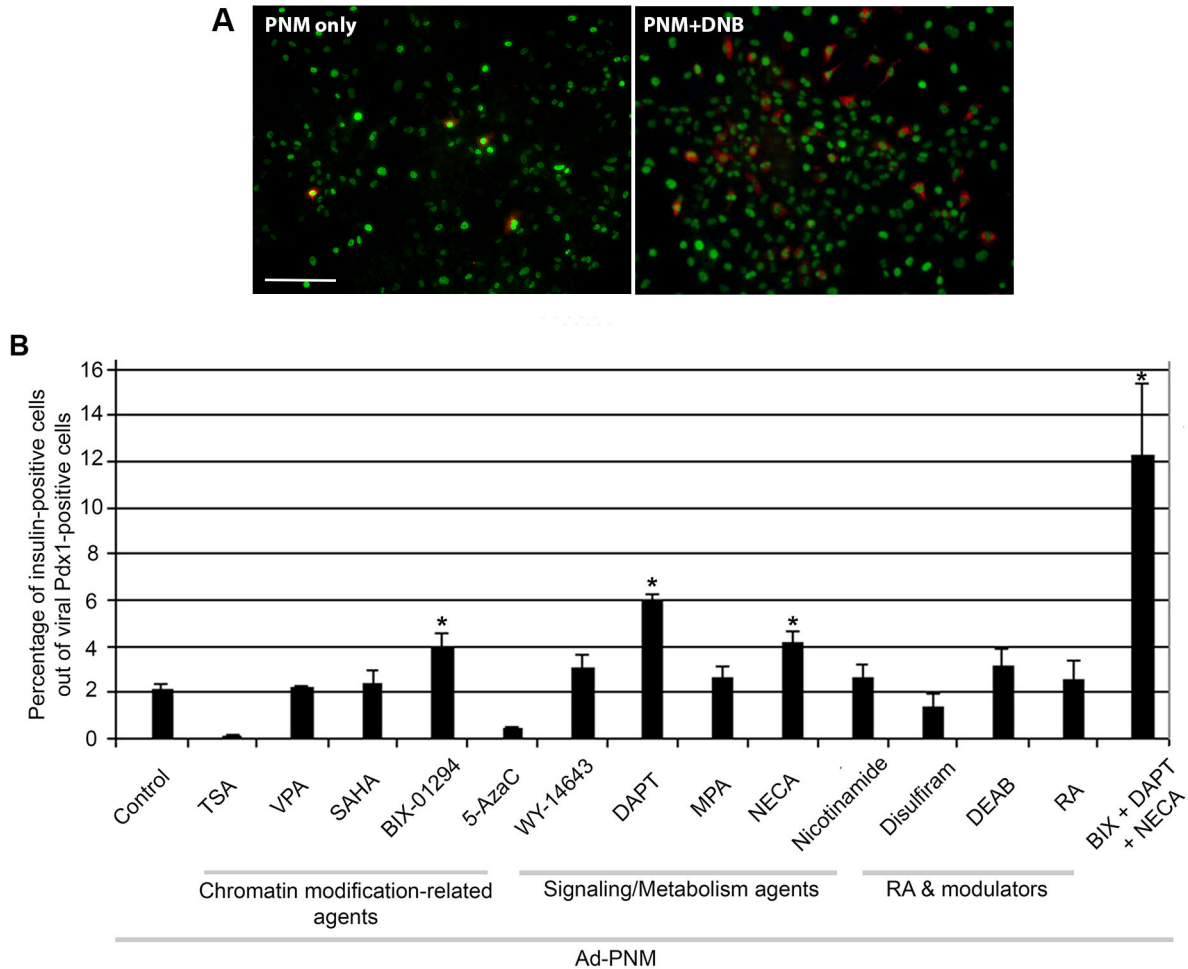 A
PNM only
PNM+DNB
B
Percentage of insulin-positive cells
out of viral Pdx1-positive cells
16
14
12
10
8
6
4
2
0
*
*
*
*
Control
TSA
VPA
SAHA
BIX-01294
5-AzaC
WY-14643
DAPT
MPA
NECA
Nicotinamide
Disulfiram
DEAB
RA
BIX + DAPT
+ NECA
Chromatin modification-related
agents
Signaling/Metabolism agents
RA & modulators
Ad-PNM